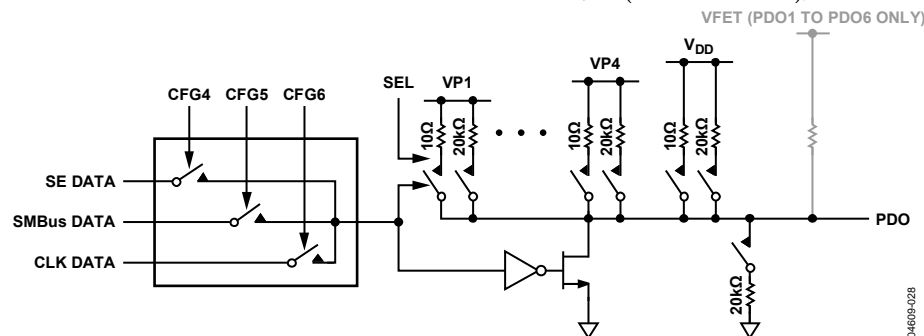 VFET (PDO1 TO PDO6 ONLY)
VDD
VP4
SEL VP1
CFG4 CFG5 CFG6
10Ω 20kΩ 10Ω 20kΩ 10Ω 20kΩ
SE DATA
SMBus DATA
PDO
CLK DATA
20kΩ
04609-028